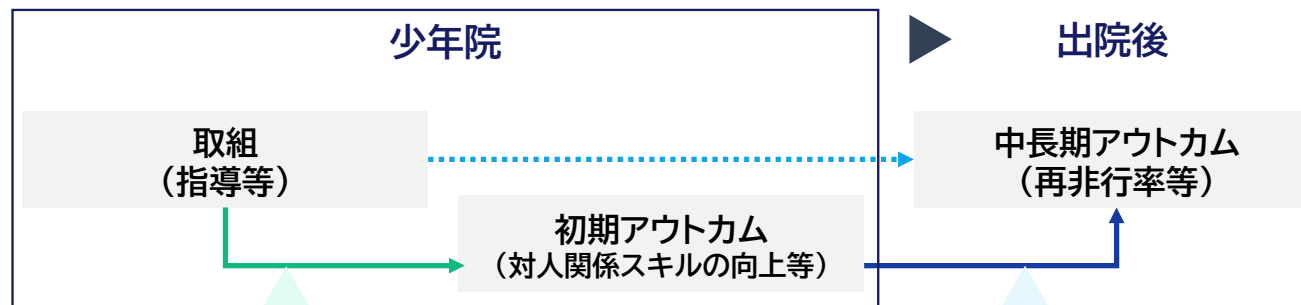 少年院
出院後
取組
（指導等）
中長期アウトカム
（再非行率等）
初期アウトカム
（対人関係スキルの向上等）